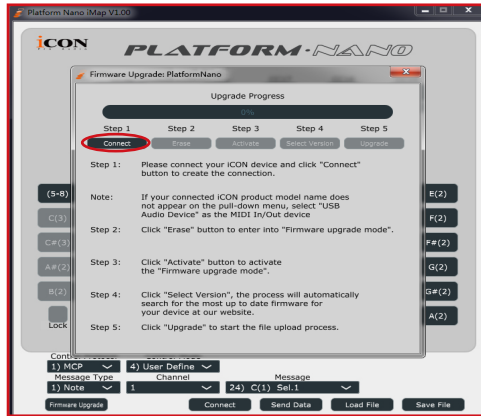 Platform Nano iMap V1.00
iCON
PRO AUDIO
PLATFORM·NANO
Firmware Upgrade: PlatformNano
Upgrade Progress
0%
Step 1 Step 2 Step 3 Step 4 Step 5
Connect Erase Activate Select Version Upgrade
Step 1: Please connect your iCON device and click "Connect"
button to create the connection.
Note: If your connected iCON product model name does
not appear on the pull-down menu, select "USB
Audio Device" as the MIDI In/Out device
Step 2: Click "Erase" button to enter into "Firmware upgrade mode".
Step 3: Click "Activate" button to activate
the "Firmware upgrade mode".
Step 4: Click "Select Version", the process will automatically
search for the most up to date firmware for
your device at our website.
Step 5: Click "Upgrade" to start the file upload process.
(5-8) E(2)
C(3) F(2)
C#(3) F#(2)
A#(2) G(2)
B(2) G#(2)
A(2)
Lock
1) MCP 4) User Define
Message Type Channel Message
1) Note 1 24) C(1) Sel.1
Firmware Upgrade Connect Send Data Load File Save File